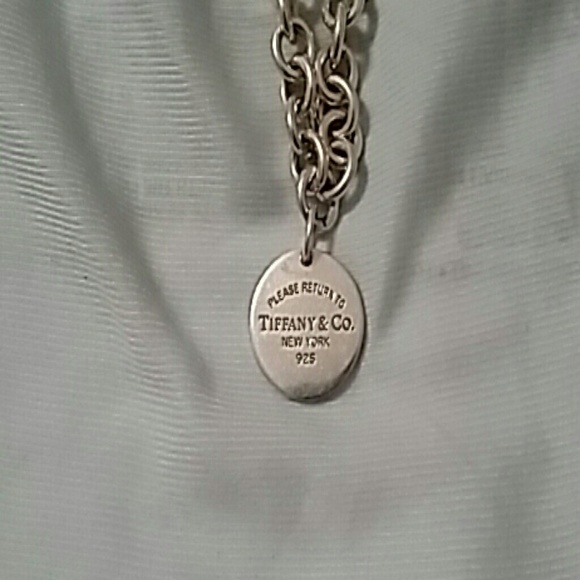 PLEASE RETURN TO
TIFFANY & CO.
NEW YORK
925